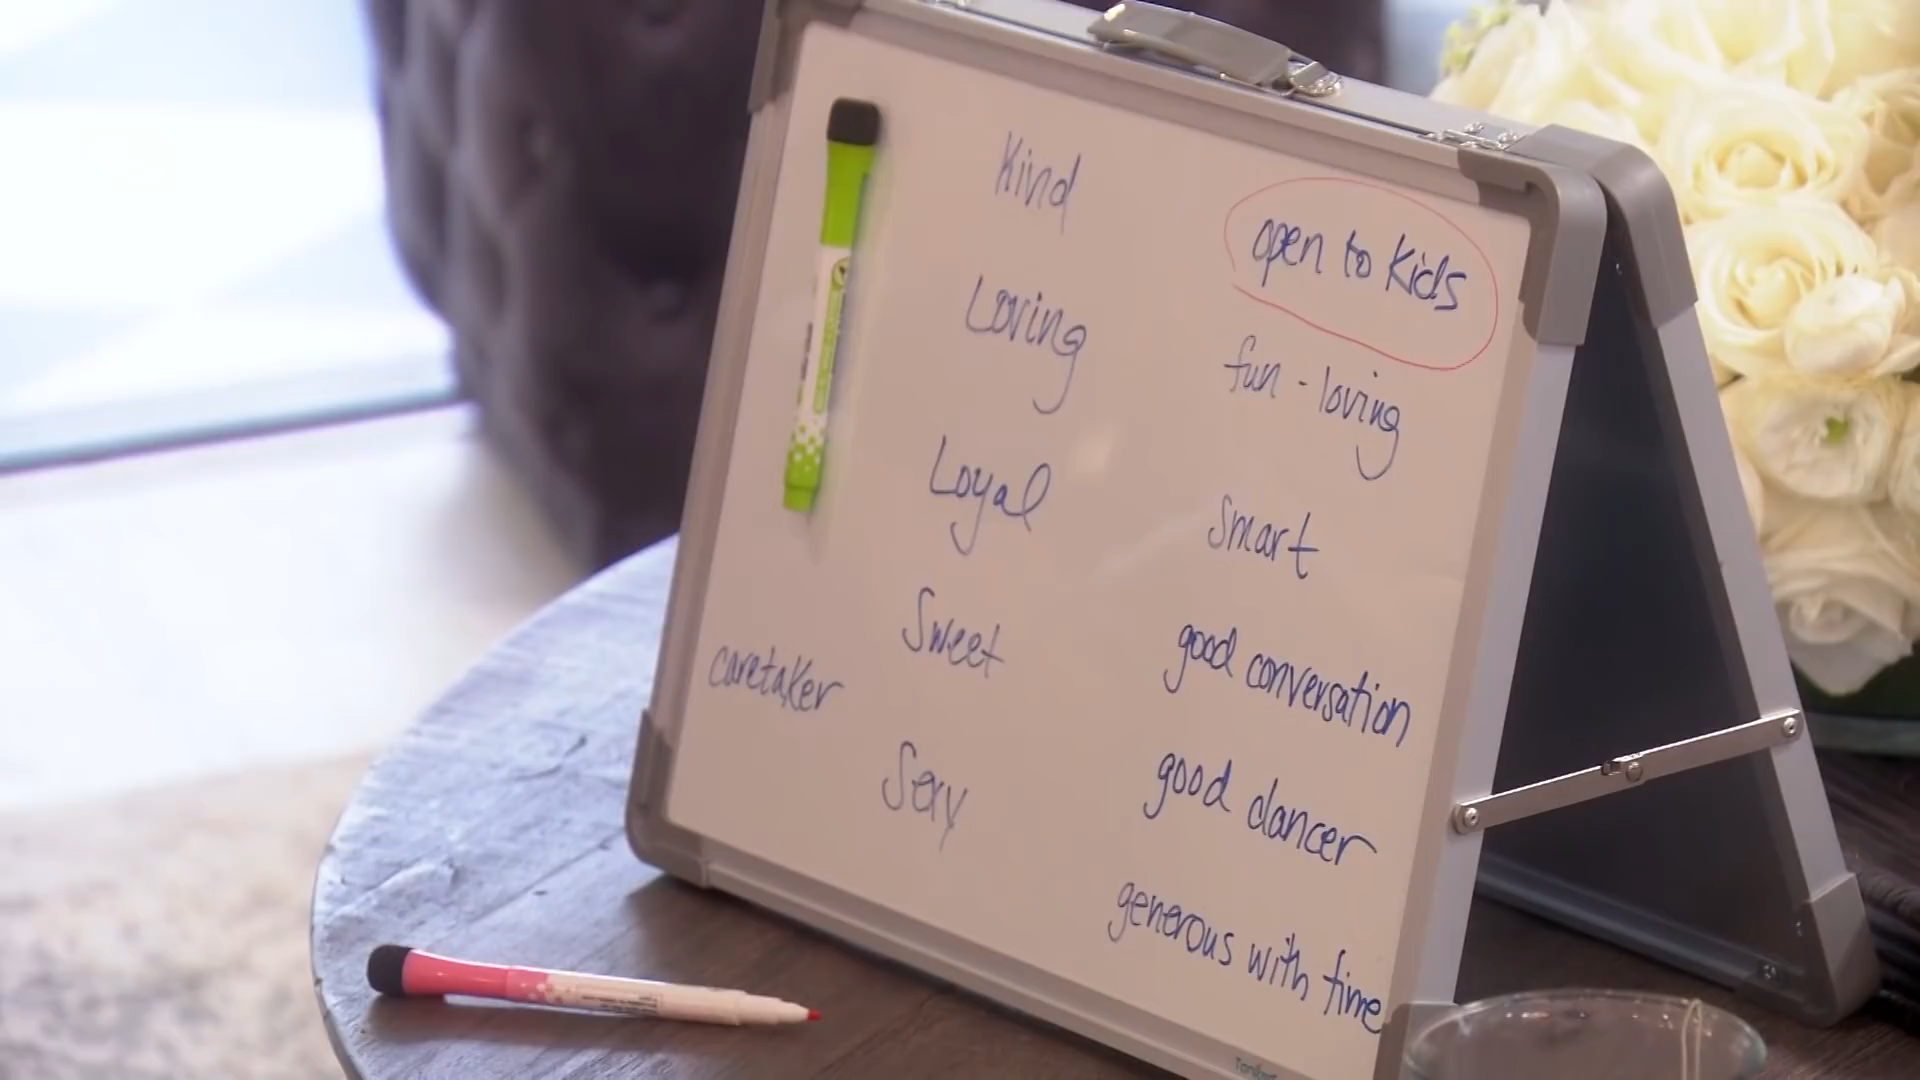 Kind
Loving
Loyal
Sweet
caretaker
Sexy
open to Kids
fun-loving
Smart
good conversation
good dancer
generous with time